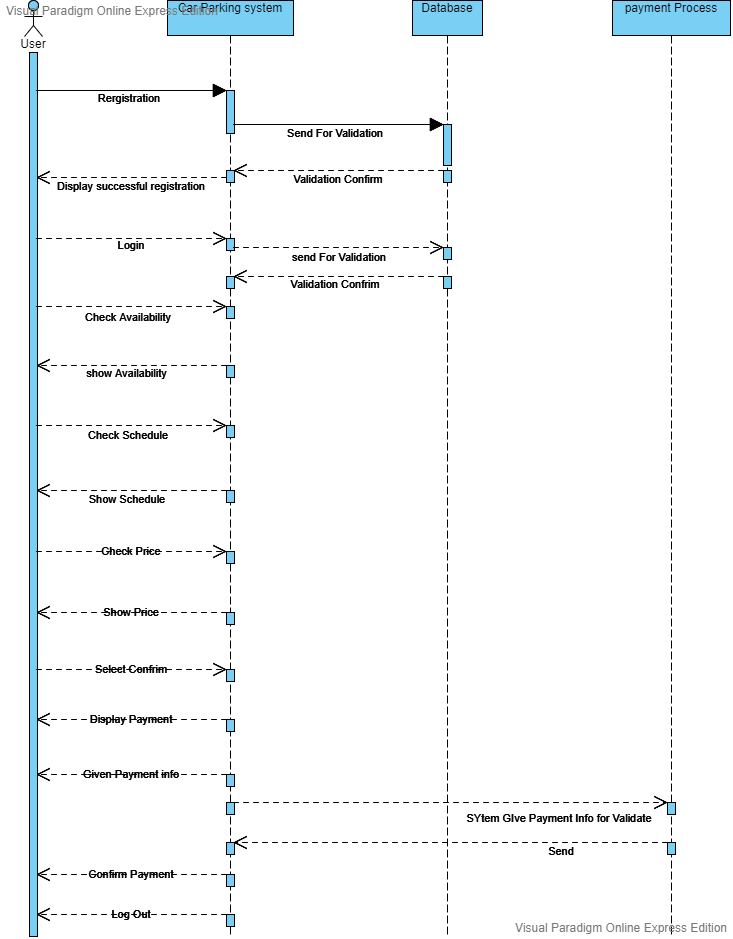 Visual Paradigm Online Express Edition
Car Parking system
Database
payment Process
User
Rergistration
Send For Validation
Validation Confirm
Display successful registration
Login
send For Validation
Validation Confrim
Check Availability
show Availability
Check Schedule
Show Schedule
Check Price
Show Price
Select Confrim
Display Payment
Given Payment info
SYtem GIve Payment Info for Validate
Send
Confirm Payment
Log Out
Visual Paradigm Online Express Edition